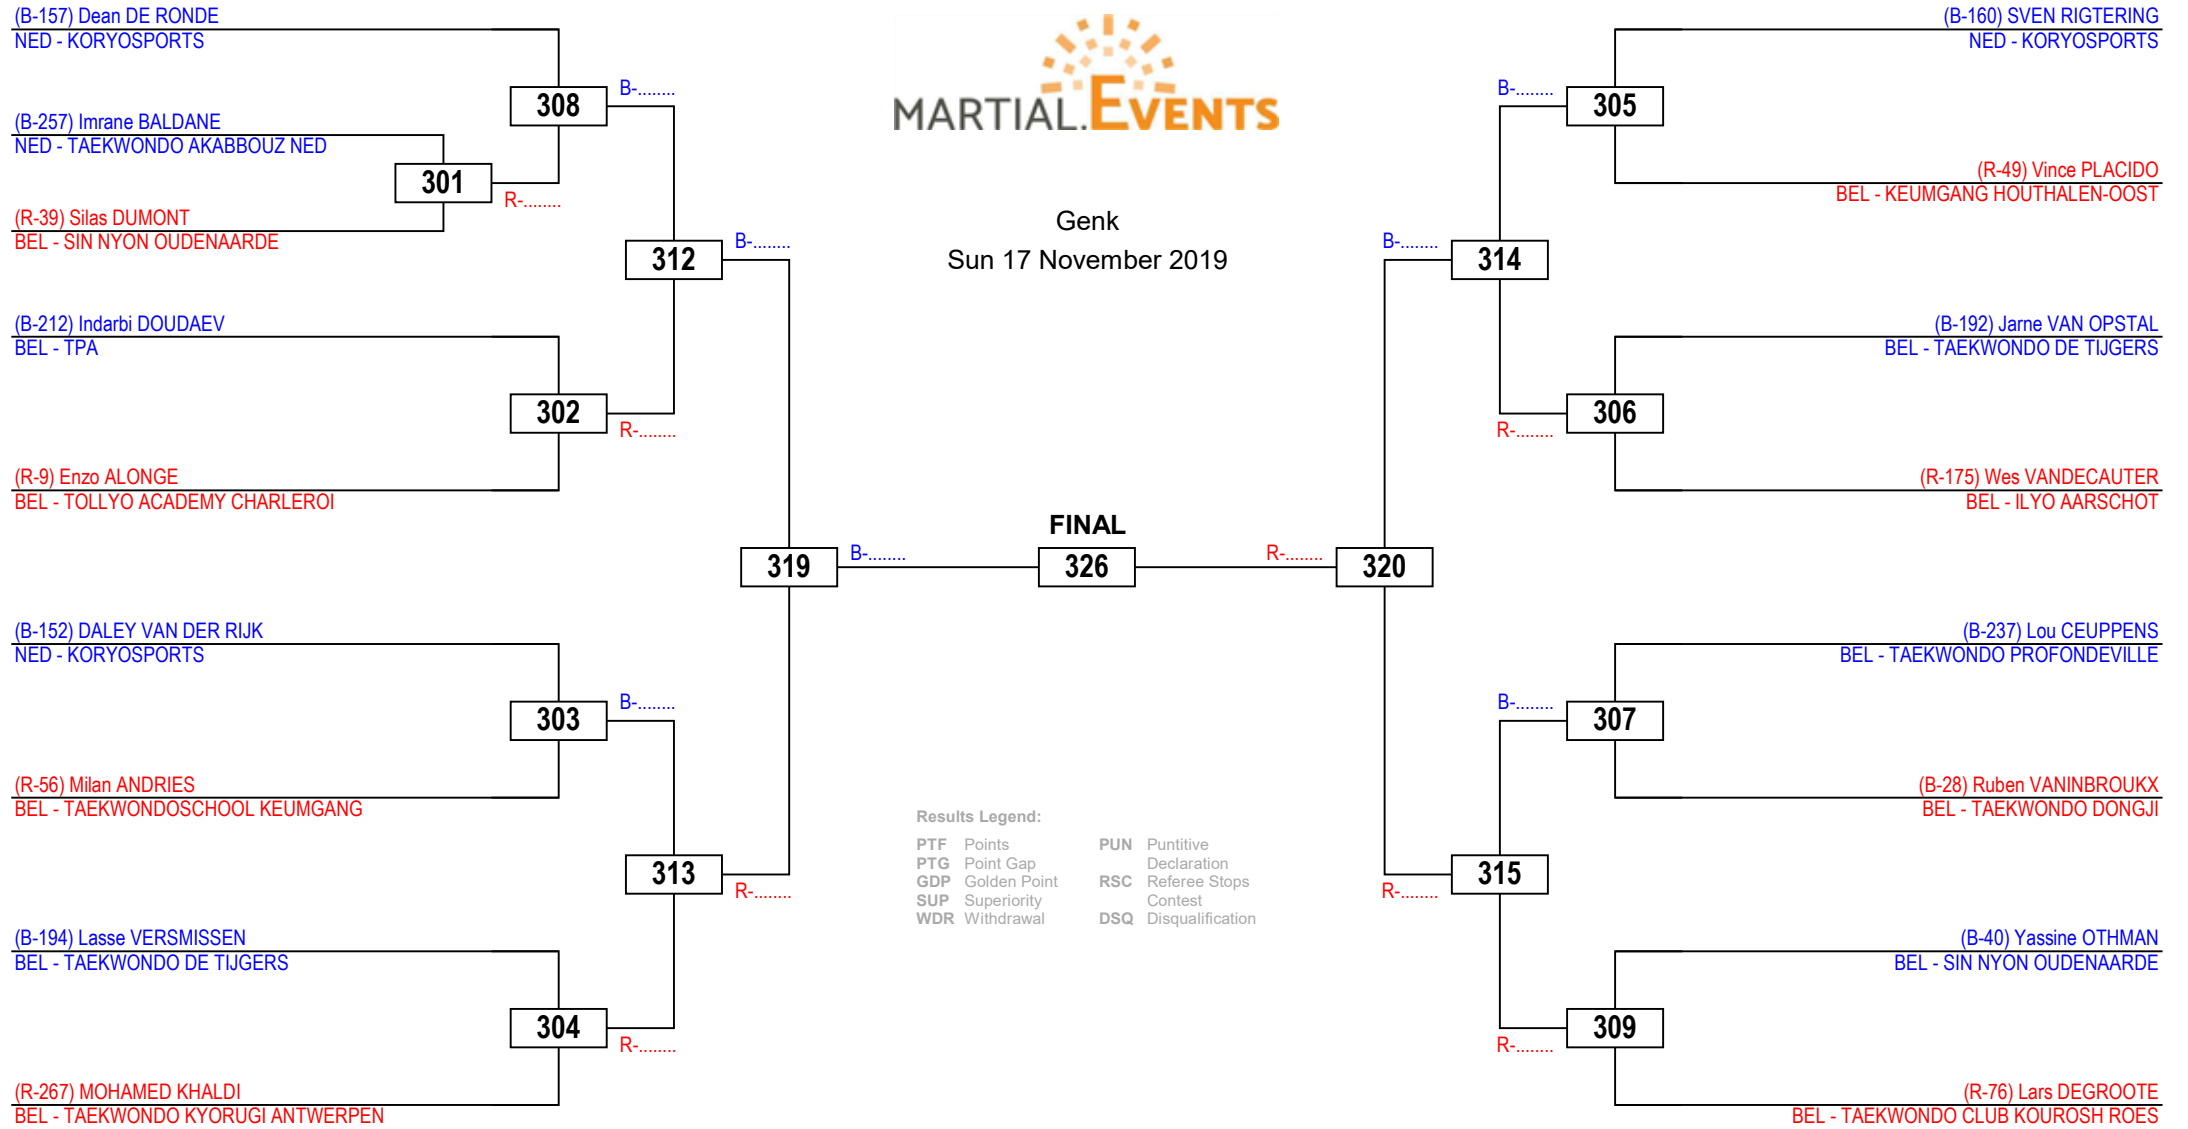 (B-157) Dean DE RONDE
NED - KORYOSPORTS
308
B-........
(B-257) Imrane BALDANE
NED - TAEKWONDO AKABBOUZ NED
301
R-........
(R-39) Silas DUMONT
BEL - SIN NYON OUDENAARDE
312
B-........
(B-212) Indarbi DOUDAEV
BEL - TPA
302
R-........
(R-9) Enzo ALONGE
BEL - TOLLYO ACADEMY CHARLEROI
319
B-........
(B-152) DALEY VAN DER RIJK
NED - KORYOSPORTS
303
B-........
(R-56) Milan ANDRIES
BEL - TAEKWONDOSCHOOL KEUMGANG
313
R-........
(B-194) Lasse VERSMISSEN
BEL - TAEKWONDO DE TIJGERS
304
R-........
(R-267) MOHAMED KHALDI
BEL - TAEKWONDO KYORUGI ANTWERPEN
MARTIAL.EVENTS
Genk
Sun 17 November 2019
FINAL
326
Results Legend:
PTF Points
PTG Point Gap
GDP Golden Point
SUP Superiority
WDR Withdrawal
PUN Puntitive
Declaration
RSC Referee Stops
Contest
DSQ Disqualification
(B-160) SVEN RIGTERING
NED - KORYOSPORTS
B-........
305
(R-49) Vince PLACIDO
BEL - KEUMGANG HOUTHALEN-OOST
B-........
314
(B-192) Jarne VAN OPSTAL
BEL - TAEKWONDO DE TIJGERS
R-........
306
(R-175) Wes VANDECAUTER
BEL - ILYO AARSCHOT
R-........
320
(B-237) Lou CEUPPENS
BEL - TAEKWONDO PROFONDEVILLE
B-........
307
(B-28) Ruben VANINBROUKX
BEL - TAEKWONDO DONGJI
R-........
315
(B-40) Yassine OTHMAN
BEL - SIN NYON OUDENAARDE
R-........
309
(R-76) Lars DEGROOTE
BEL - TAEKWONDO CLUB KOUROSH ROES